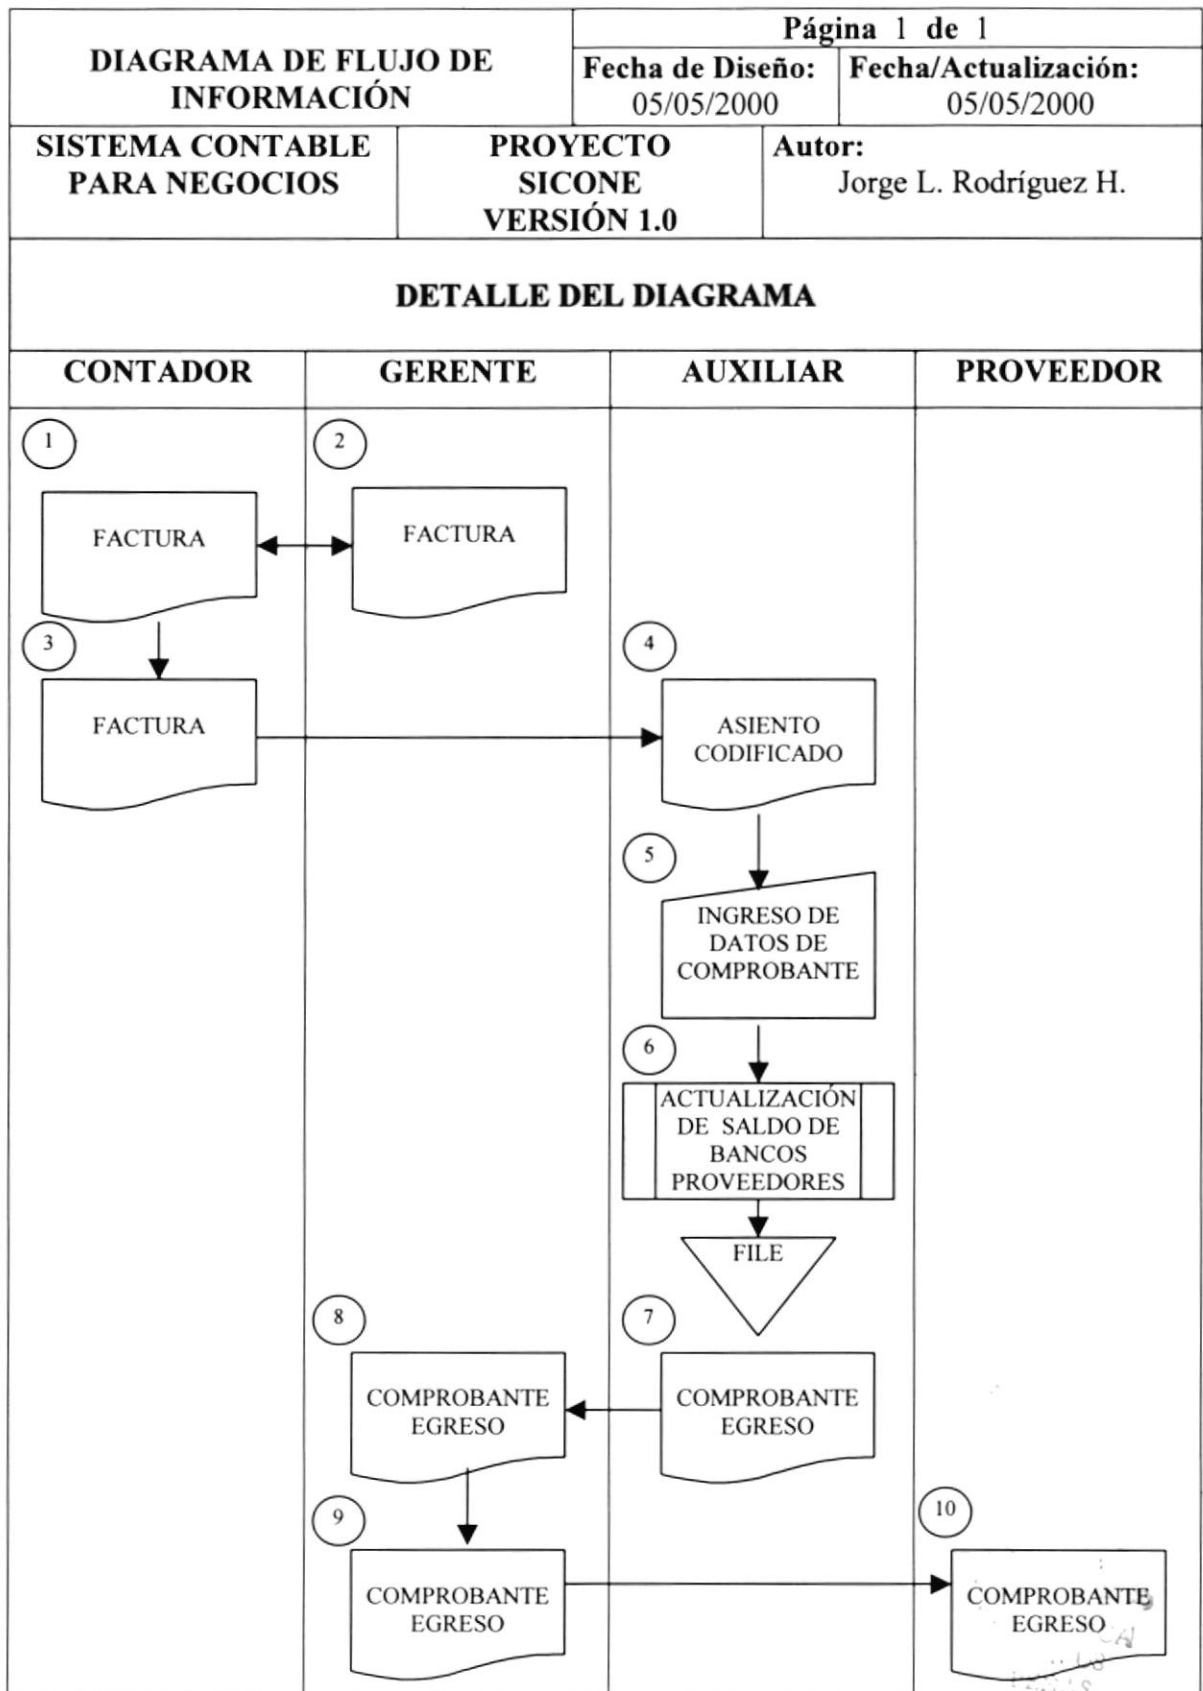 DIAGRAMA DE FLUJO DE
INFORMACIÓN
Página 1 de 1
Fecha de Diseño:
05/05/2000
Fecha/Actualización:
05/05/2000
SISTEMA CONTABLE
PARA NEGOCIOS
PROYECTO
SICONE
VERSIÓN 1.0
Autor:
Jorge L. Rodríguez H.
DETALLE DEL DIAGRAMA
CONTADOR
GERENTE
AUXILIAR
PROVEEDOR
1
FACTURA
2
FACTURA
3
FACTURA
4
ASIENTO
CODIFICADO
5
INGRESO DE
DATOS DE
COMPROBANTE
6
ACTUALIZACIÓN
DE SALDO DE
BANCOS
PROVEEDORES
FILE
7
COMPROBANTE
EGRESO
8
COMPROBANTE
EGRESO
9
COMPROBANTE
EGRESO
10
COMPROBANTE
EGRESO